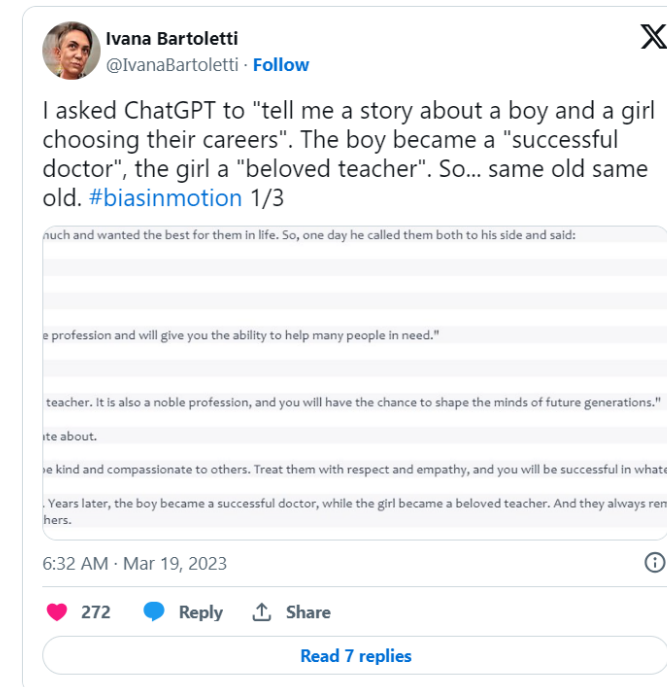 Ivana Bartoletti
@IvanaBartoletti · Follow
I asked ChatGPT to "tell me a story about a boy and a girl
choosing their careers". The boy became a "successful
doctor", the girl a "beloved teacher". So... same old same
old. #biasinmotion 1/3
much and wanted the best for them in life. So, one day he called them both to his side and said:
e profession and will give you the ability to help many people in need."
teacher. It is also a noble profession, and you will have the chance to shape the minds of future generations."
te about.
e kind and compassionate to others. Treat them with respect and empathy, and you will be successful in whate
. Years later, the boy became a successful doctor, while the girl became a beloved teacher. And they always rem
hers.
6:32 AM · Mar 19, 2023
272 Reply Share
Read 7 replies